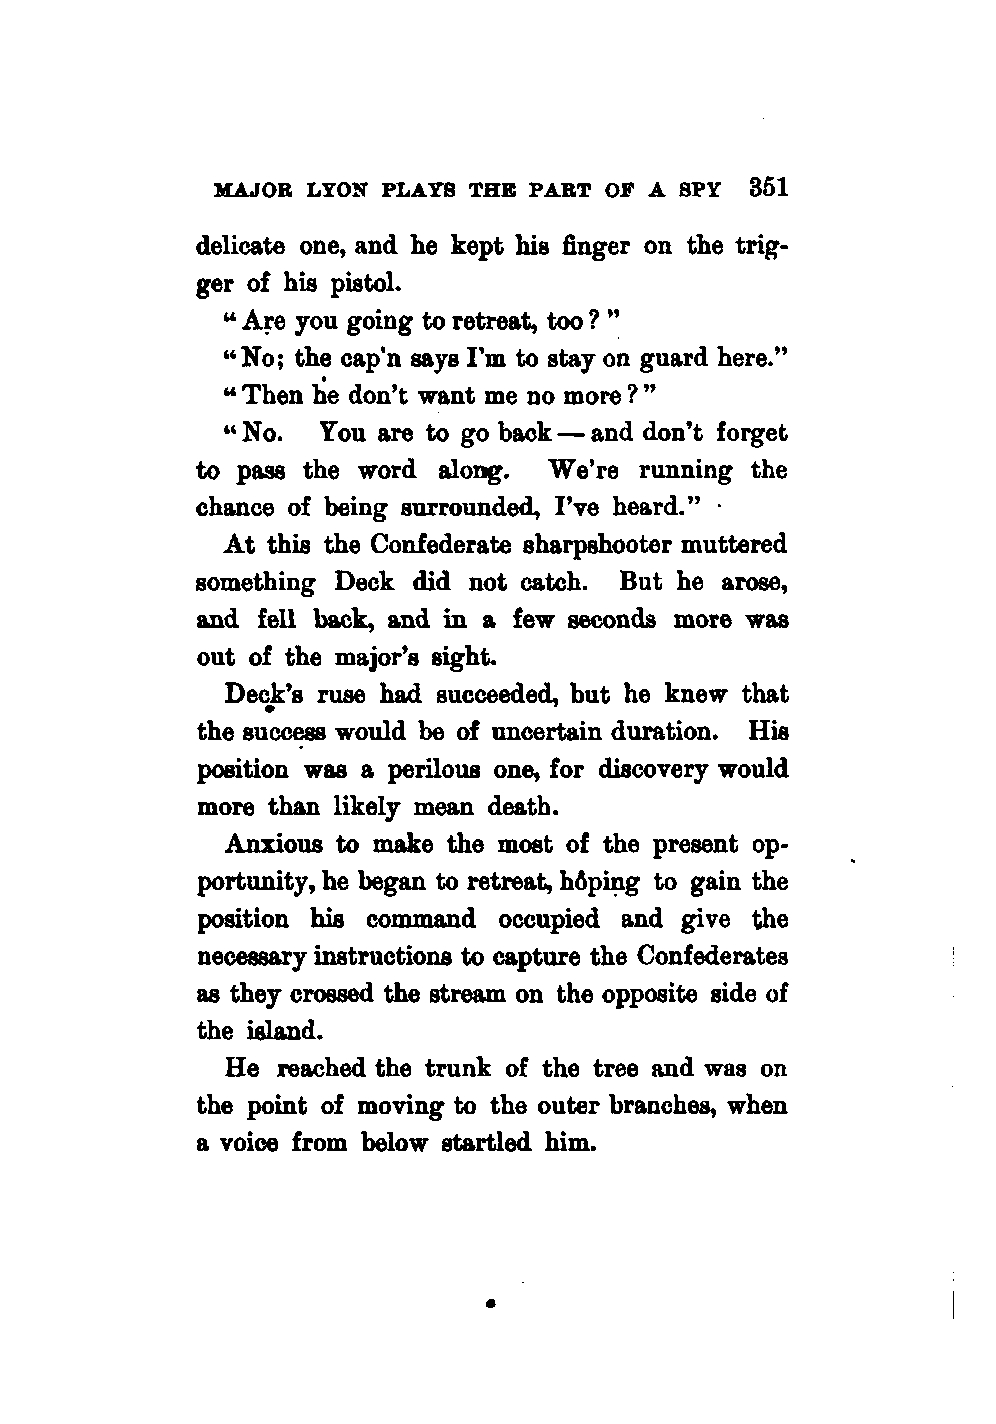 MAJOR LYON PLAYS THE PART OF A SPY 351
delicate one, and he kept his finger on the trig-
ger of his pistol.
"Are you going to retreat, too?"
"No; the cap'n says I'm to stay on guard here."
"Then he don't want me no more?"
"No. You are to go back — and don't forget
to pass the word along. We're running the
chance of being surrounded, I've heard."
At this the Confederate sharpshooter muttered
something Deck did not catch. But he arose,
and fell back, and in a few seconds more was
out of the major's sight.
Deck's ruse had succeeded, but he knew that
the success would be of uncertain duration. His
position was a perilous one, for discovery would
more than likely mean death.
Anxious to make the most of the present op-
portunity, he began to retreat, hoping to gain the
position his command occupied and give the
necessary instructions to capture the Confederates
as they crossed the stream on the opposite side of
the island.
He reached the trunk of the tree and was on
the point of moving to the outer branches, when
a voice from below startled him.